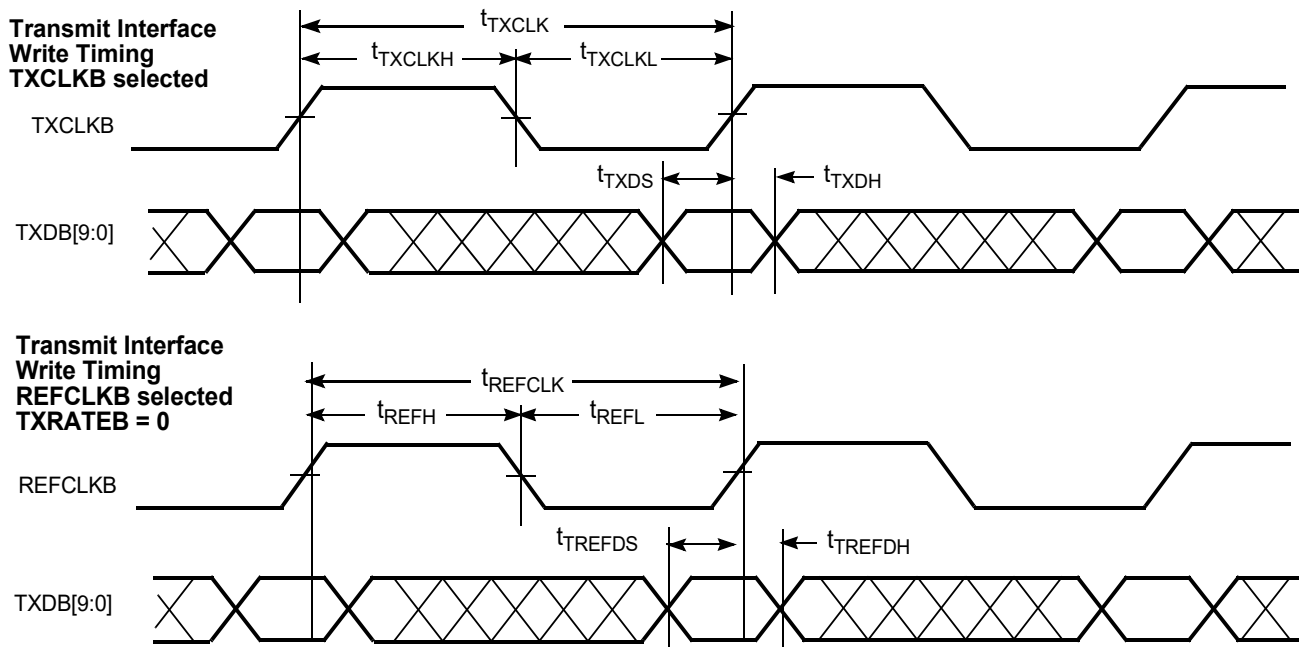 Transmit Interface
Write Timing
TXCLKB selected
tTXCLK
tTXCLKH
tTXCLKL
TXCLKB
tTXDS
tTXDH
TXDB[9:0]
Transmit Interface
Write Timing
REFCLKB selected
TXRATEB = 0
tREFCLK
tREFH
tREFL
REFCLKB
tTREFDS
tTREFDH
TXDB[9:0]